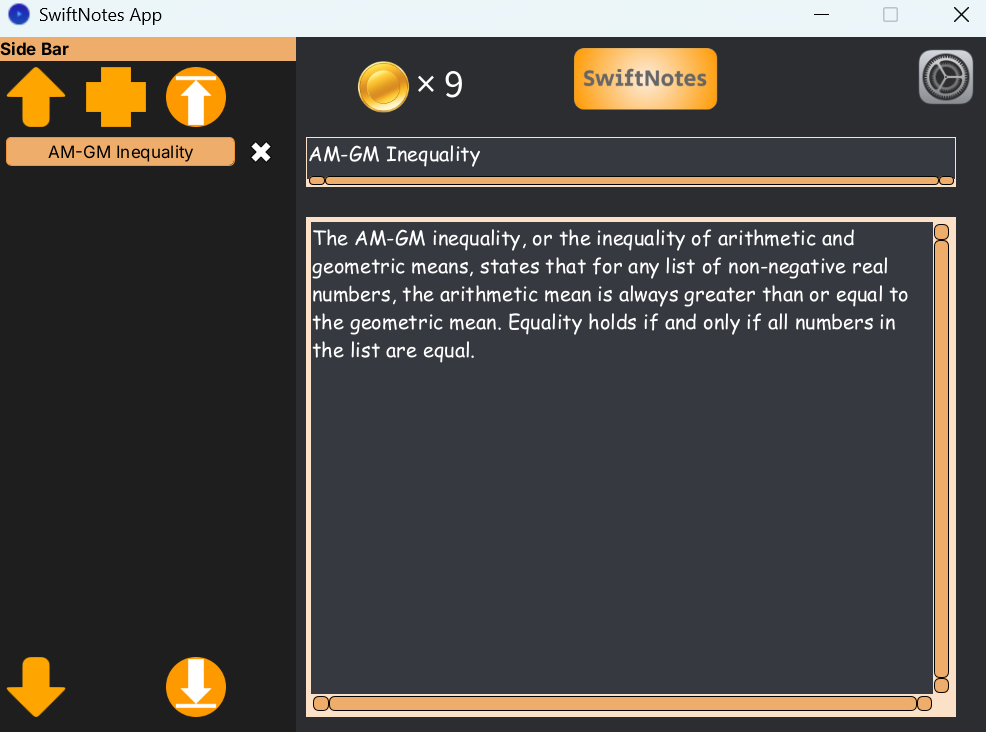 SwiftNotes App
Side Bar
× 9
SwiftNotes
AM-GM Inequality
AM-GM Inequality
The AM-GM inequality, or the inequality of arithmetic and
geometric means, states that for any list of non-negative real
numbers, the arithmetic mean is always greater than or equal to
the geometric mean. Equality holds if and only if all numbers in
the list are equal.